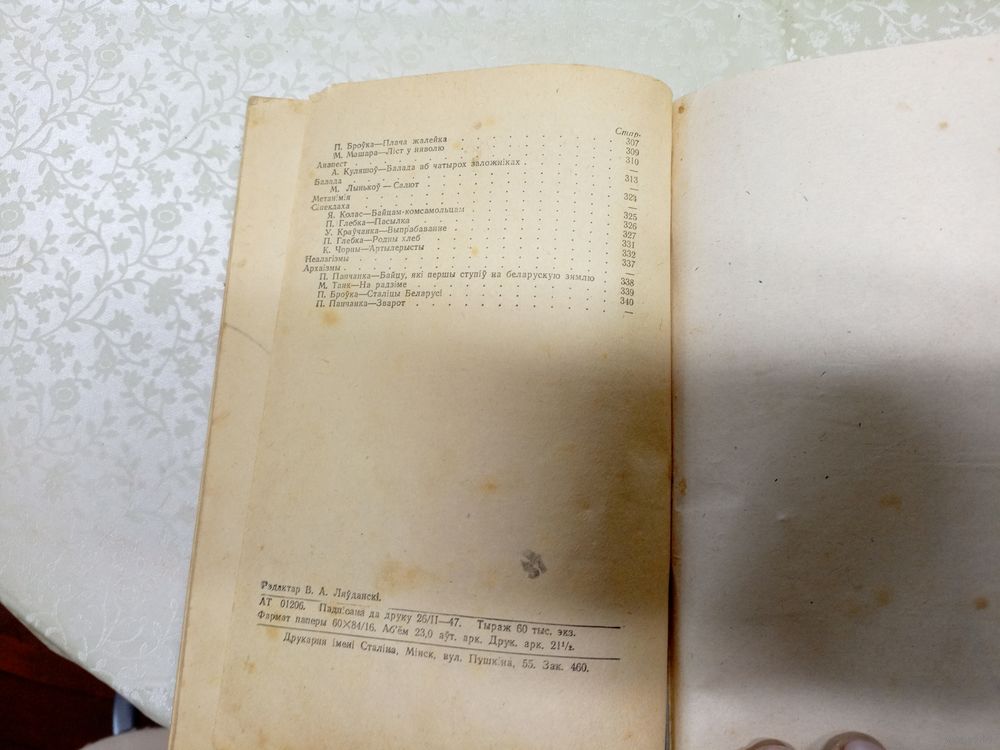 Стар.
П. Броўка—Плача жалейка . . . . . . . . 307
М. Машара—Ліст у няволю . . . . . . . . 309
Анапест . . . . . . . . . . 310
А. Куляшоў—Балада аб чатырох заложніках . . . . . —
Балада . . . . . . . . . . 313
М. Лынькоў—Салют . . . . . . . .
Метанімія . . . . . . . . . . 324
Сінекдаха . . . . . . . . . . —
Я. Колас—Байцам-комсамольцам . . . . . . . 325
П. Глебка—Пасылка . . . . . . . . 326
У. Краўчанка—Выпрабаванне . . . . . . . 327
П. Глебка—Родны хлеб . . . . . . . . 331
К. Чорны—Артылерысты . . . . . . . . 332
Неалагізмы . . . . . . . . . . 337
Архаізмы . . . . . . . . . . —
П. Панчанка—Байцу, які першы ступіў на беларускую зямлю 338
М. Танк—На радзіме . . . . . . . . 339
П. Броўка—Сталіцы Беларусі . . . . . . . 340
П. Панчанка—Зварот . . . . . . . . —
Рэдактар В. А. Ляўданскі.
АТ 01206. Падпісана да друку 26/II—47. Тыраж 60 тыс. экз.
Фармат паперы 60×84/16. Аб'ём 23,0 аўт. арк. Друк. арк. 21¹/₂.
Друкарня імені Сталіна, Мінск, вул. Пушкіна, 55. Зак. 460.